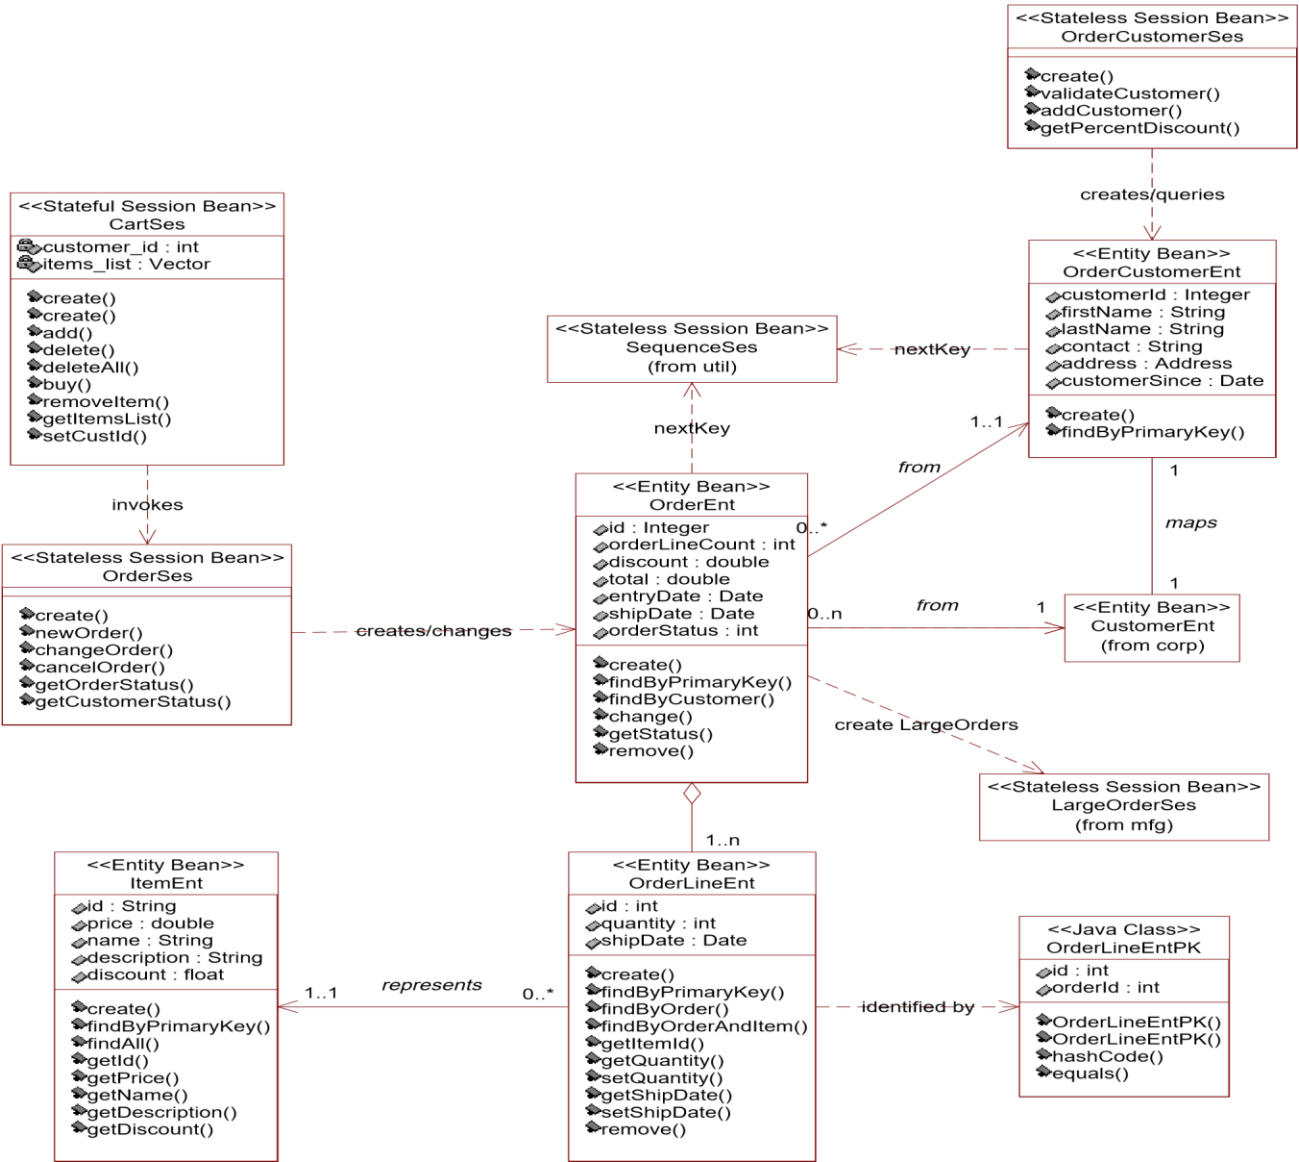 <<Stateless Session Bean>>
OrderCustomerSes
create()
validateCustomer()
addCustomer()
getPercentDiscount()
creates/queries
<<Stateful Session Bean>>
CartSes
customer_id : int
items_list : Vector
create()
create()
add()
delete()
deleteAll()
buy()
removeItem()
getItemsList()
setCustId()
invokes
<<Entity Bean>>
OrderCustomerEnt
customerId : Integer
firstName : String
lastName : String
contact : String
address : Address
customerSince : Date
create()
findByPrimaryKey()
<<Stateless Session Bean>>
SequenceSes
(from util)
nextKey
nextKey
1..1
from
0..*
1
maps
1
<<Stateless Session Bean>>
OrderSes
create()
newOrder()
changeOrder()
cancelOrder()
getOrderStatus()
getCustomerStatus()
creates/changes
<<Entity Bean>>
OrderEnt
id : Integer
orderLineCount : int
discount : double
total : double
entryDate : Date
shipDate : Date
orderStatus : int
create()
findByPrimaryKey()
findByCustomer()
change()
getStatus()
remove()
0..n
from
1
<<Entity Bean>>
CustomerEnt
(from corp)
create LargeOrders
<<Stateless Session Bean>>
LargeOrderSes
(from mfg)
1..n
<<Entity Bean>>
ItemEnt
id : String
price : double
name : String
description : String
discount : float
create()
findByPrimaryKey()
findAll()
getId()
getPrice()
getName()
getDescription()
getDiscount()
1..1
represents
0..*
<<Entity Bean>>
OrderLineEnt
id : int
quantity : int
shipDate : Date
create()
findByPrimaryKey()
findByOrder()
findByOrderAndItem()
getItemId()
getQuantity()
setQuantity()
getShipDate()
setShipDate()
remove()
identified by
<<Java Class>>
OrderLineEntPK
id : int
orderId : int
OrderLineEntPK()
OrderLineEntPK()
hashCode()
equals()